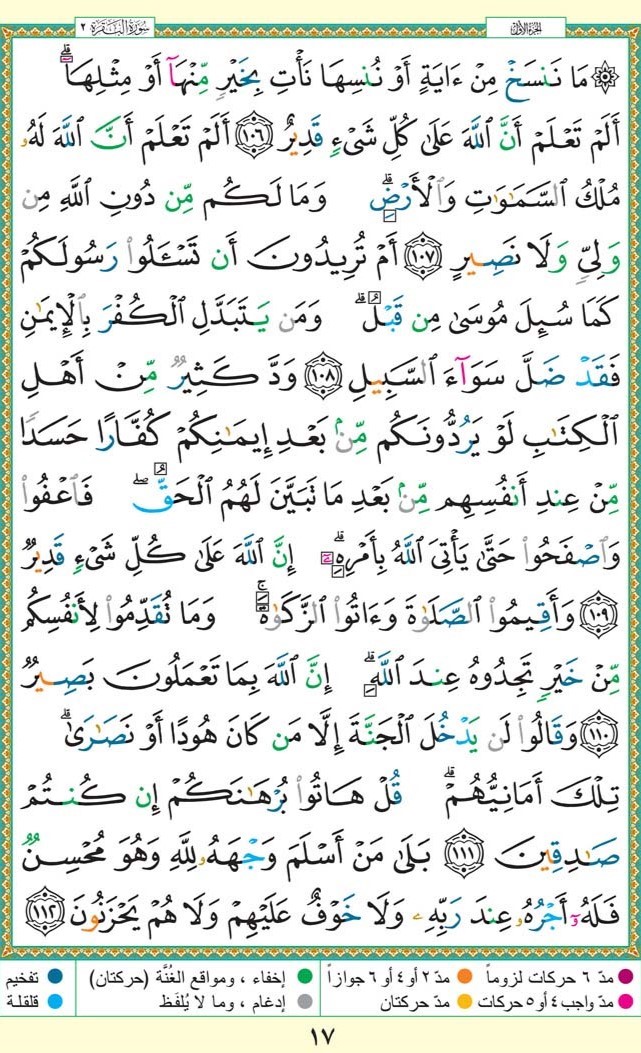 الجزء الأول
سورة البقرة ٢
۞ مَا نَنسَخْ مِنْ ءَايَةٍ أَوْ نُنسِهَا نَأْتِ بِخَيْرٍ مِّنْهَآ أَوْ مِثْلِهَآ ۗ
أَلَمْ تَعْلَمْ أَنَّ ٱللَّهَ عَلَىٰ كُلِّ شَىْءٍ قَدِيرٌ ۝١٠٦ أَلَمْ تَعْلَمْ أَنَّ ٱللَّهَ لَهُۥ
مُلْكُ ٱلسَّمَـٰوَٰتِ وَٱلْأَرْضِ ۗ وَمَا لَكُم مِّن دُونِ ٱللَّهِ مِن
وَلِىٍّ وَلَا نَصِيرٍ ۝١٠٧ أَمْ تُرِيدُونَ أَن تَسْـَٔلُوا۟ رَسُولَكُمْ
كَمَا سُئِلَ مُوسَىٰ مِن قَبْلُ ۗ وَمَن يَتَبَدَّلِ ٱلْكُفْرَ بِٱلْإِيمَـٰنِ
فَقَدْ ضَلَّ سَوَآءَ ٱلسَّبِيلِ ۝١٠٨ وَدَّ كَثِيرٌ مِّنْ أَهْلِ
ٱلْكِتَـٰبِ لَوْ يَرُدُّونَكُم مِّنۢ بَعْدِ إِيمَـٰنِكُمْ كُفَّارًا حَسَدًا
مِّنْ عِندِ أَنفُسِهِم مِّنۢ بَعْدِ مَا تَبَيَّنَ لَهُمُ ٱلْحَقُّ ۖ فَٱعْفُوا۟
وَٱصْفَحُوا۟ حَتَّىٰ يَأْتِىَ ٱللَّهُ بِأَمْرِهِۦٓ ۗ إِنَّ ٱللَّهَ عَلَىٰ كُلِّ شَىْءٍ قَدِيرٌ
۝١٠٩ وَأَقِيمُوا۟ ٱلصَّلَوٰةَ وَءَاتُوا۟ ٱلزَّكَوٰةَ ۚ وَمَا تُقَدِّمُوا۟ لِأَنفُسِكُم
مِّنْ خَيْرٍ تَجِدُوهُ عِندَ ٱللَّهِ ۗ إِنَّ ٱللَّهَ بِمَا تَعْمَلُونَ بَصِيرٌ
۝١١٠ وَقَالُوا۟ لَن يَدْخُلَ ٱلْجَنَّةَ إِلَّا مَن كَانَ هُودًا أَوْ نَصَـٰرَىٰ ۗ
تِلْكَ أَمَانِيُّهُمْ ۗ قُلْ هَاتُوا۟ بُرْهَـٰنَكُمْ إِن كُنتُمْ
صَـٰدِقِينَ ۝١١١ بَلَىٰ مَنْ أَسْلَمَ وَجْهَهُۥ لِلَّهِ وَهُوَ مُحْسِنٌ
فَلَهُۥٓ أَجْرُهُۥ عِندَ رَبِّهِۦ وَلَا خَوْفٌ عَلَيْهِمْ وَلَا هُمْ يَحْزَنُونَ ۝١١٢
مدّ ٦ حركات لزوماً مدّ ٢ أو ٤ أو ٦ جوازاً إخفاء ، ومواقع الغُنَّة (حركتان) تفخيم
مدّ واجب ٤ أو ٥ حركات مدّ حركتان إدغام ، وما لا يُلفَظ قلقلة
١٧